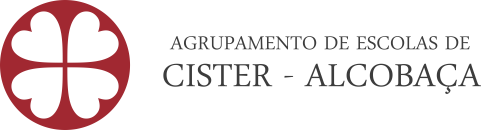 AGRUPAMENTO DE ESCOLAS DE
CISTER - ALCOBAÇA